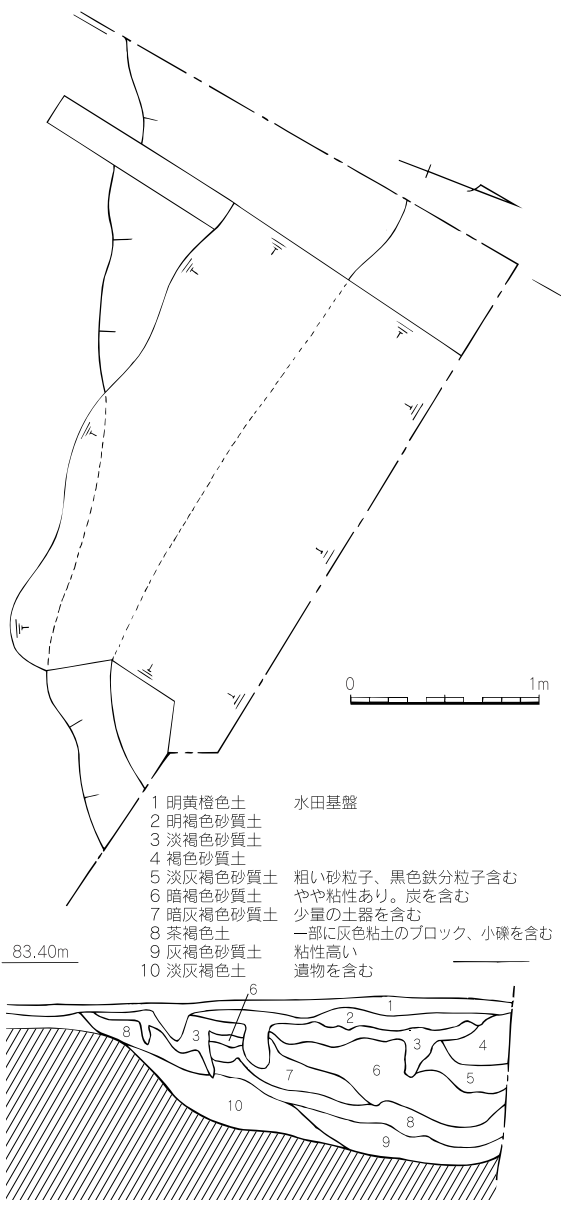 0 1m
1 明黄橙色土 水田基盤
2 明褐色砂質土
3 淡褐色砂質土
4 褐色砂質土
5 淡灰褐色砂質土 粗い砂粒子、黒色鉄分粒子含む
6 暗褐色砂質土 やや粘性あり。炭を含む
7 暗灰褐色砂質土 少量の土器を含む
8 茶褐色土 一部に灰色粘土のブロック、小礫を含む
9 灰褐色砂質土 粘性高い
10 淡灰褐色土 遺物を含む
83.40m
6
1
2
8 3 3 4
7 6 5
10 8
9